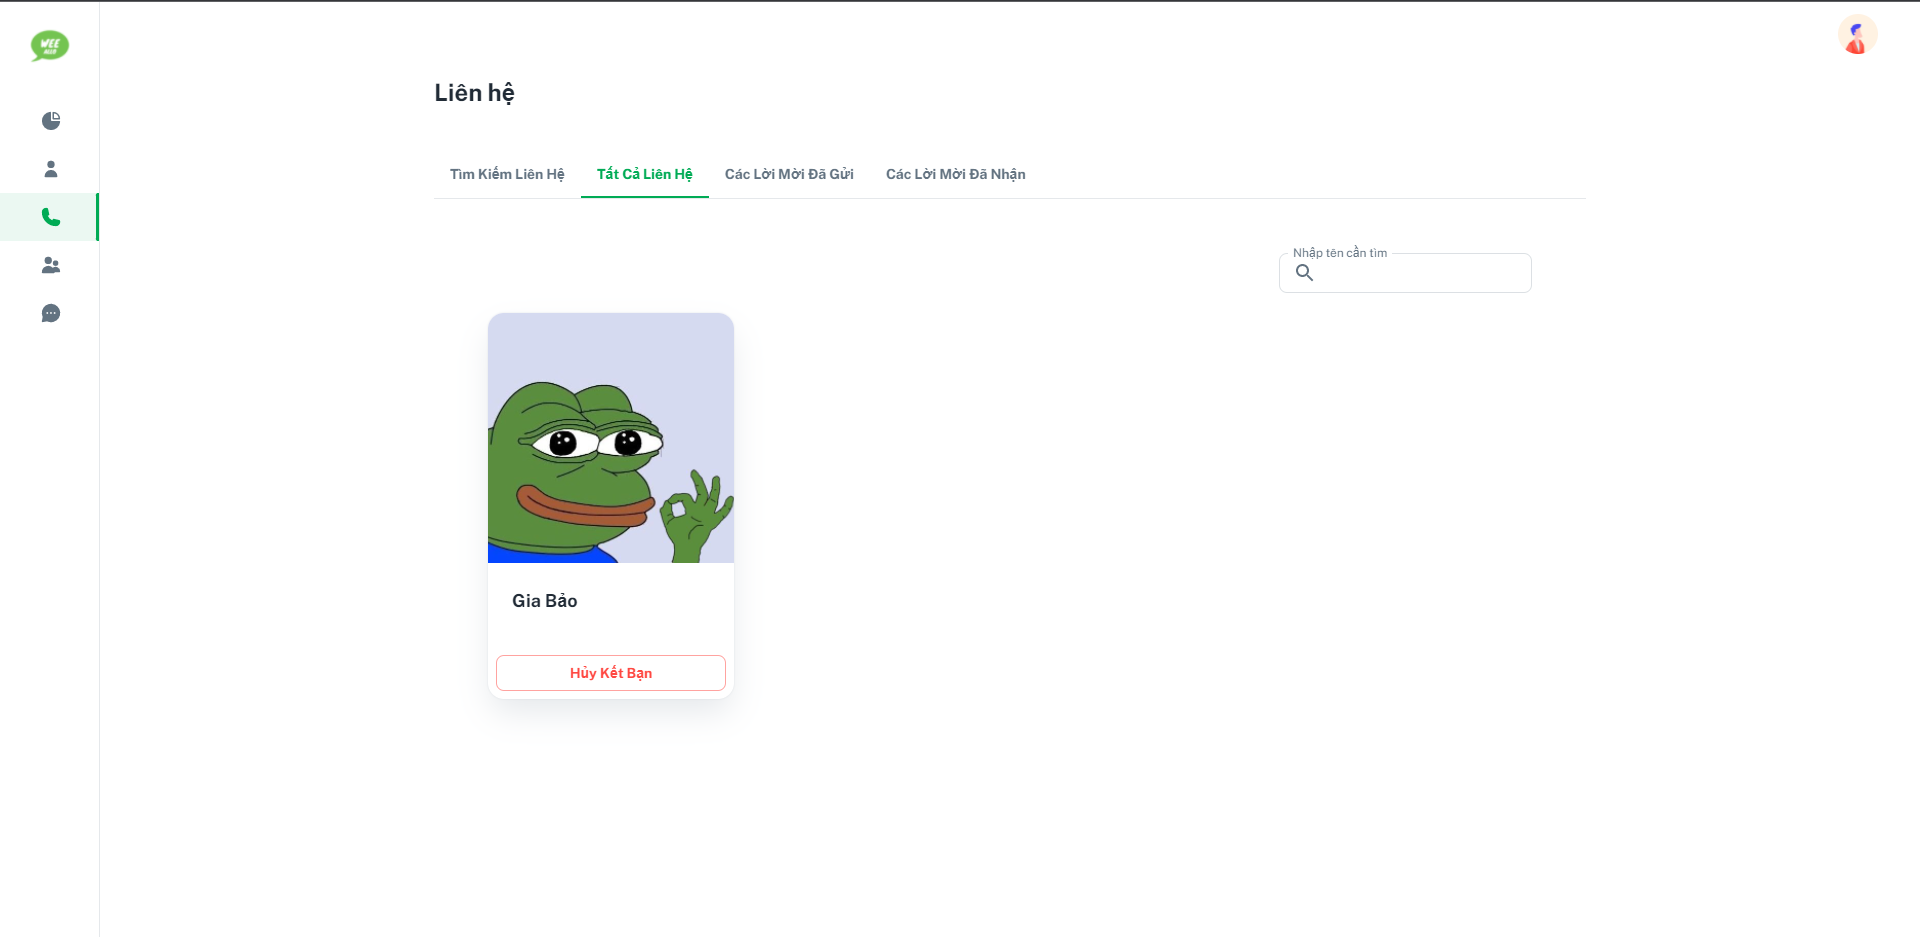 WEE
Liên hệ
Tìm Kiếm Liên Hệ
Tất Cả Liên Hệ
Các Lời Mời Đã Gửi
Các Lời Mời Đã Nhận
Nhập tên cần tìm
Gia Bảo
Hủy Kết Bạn